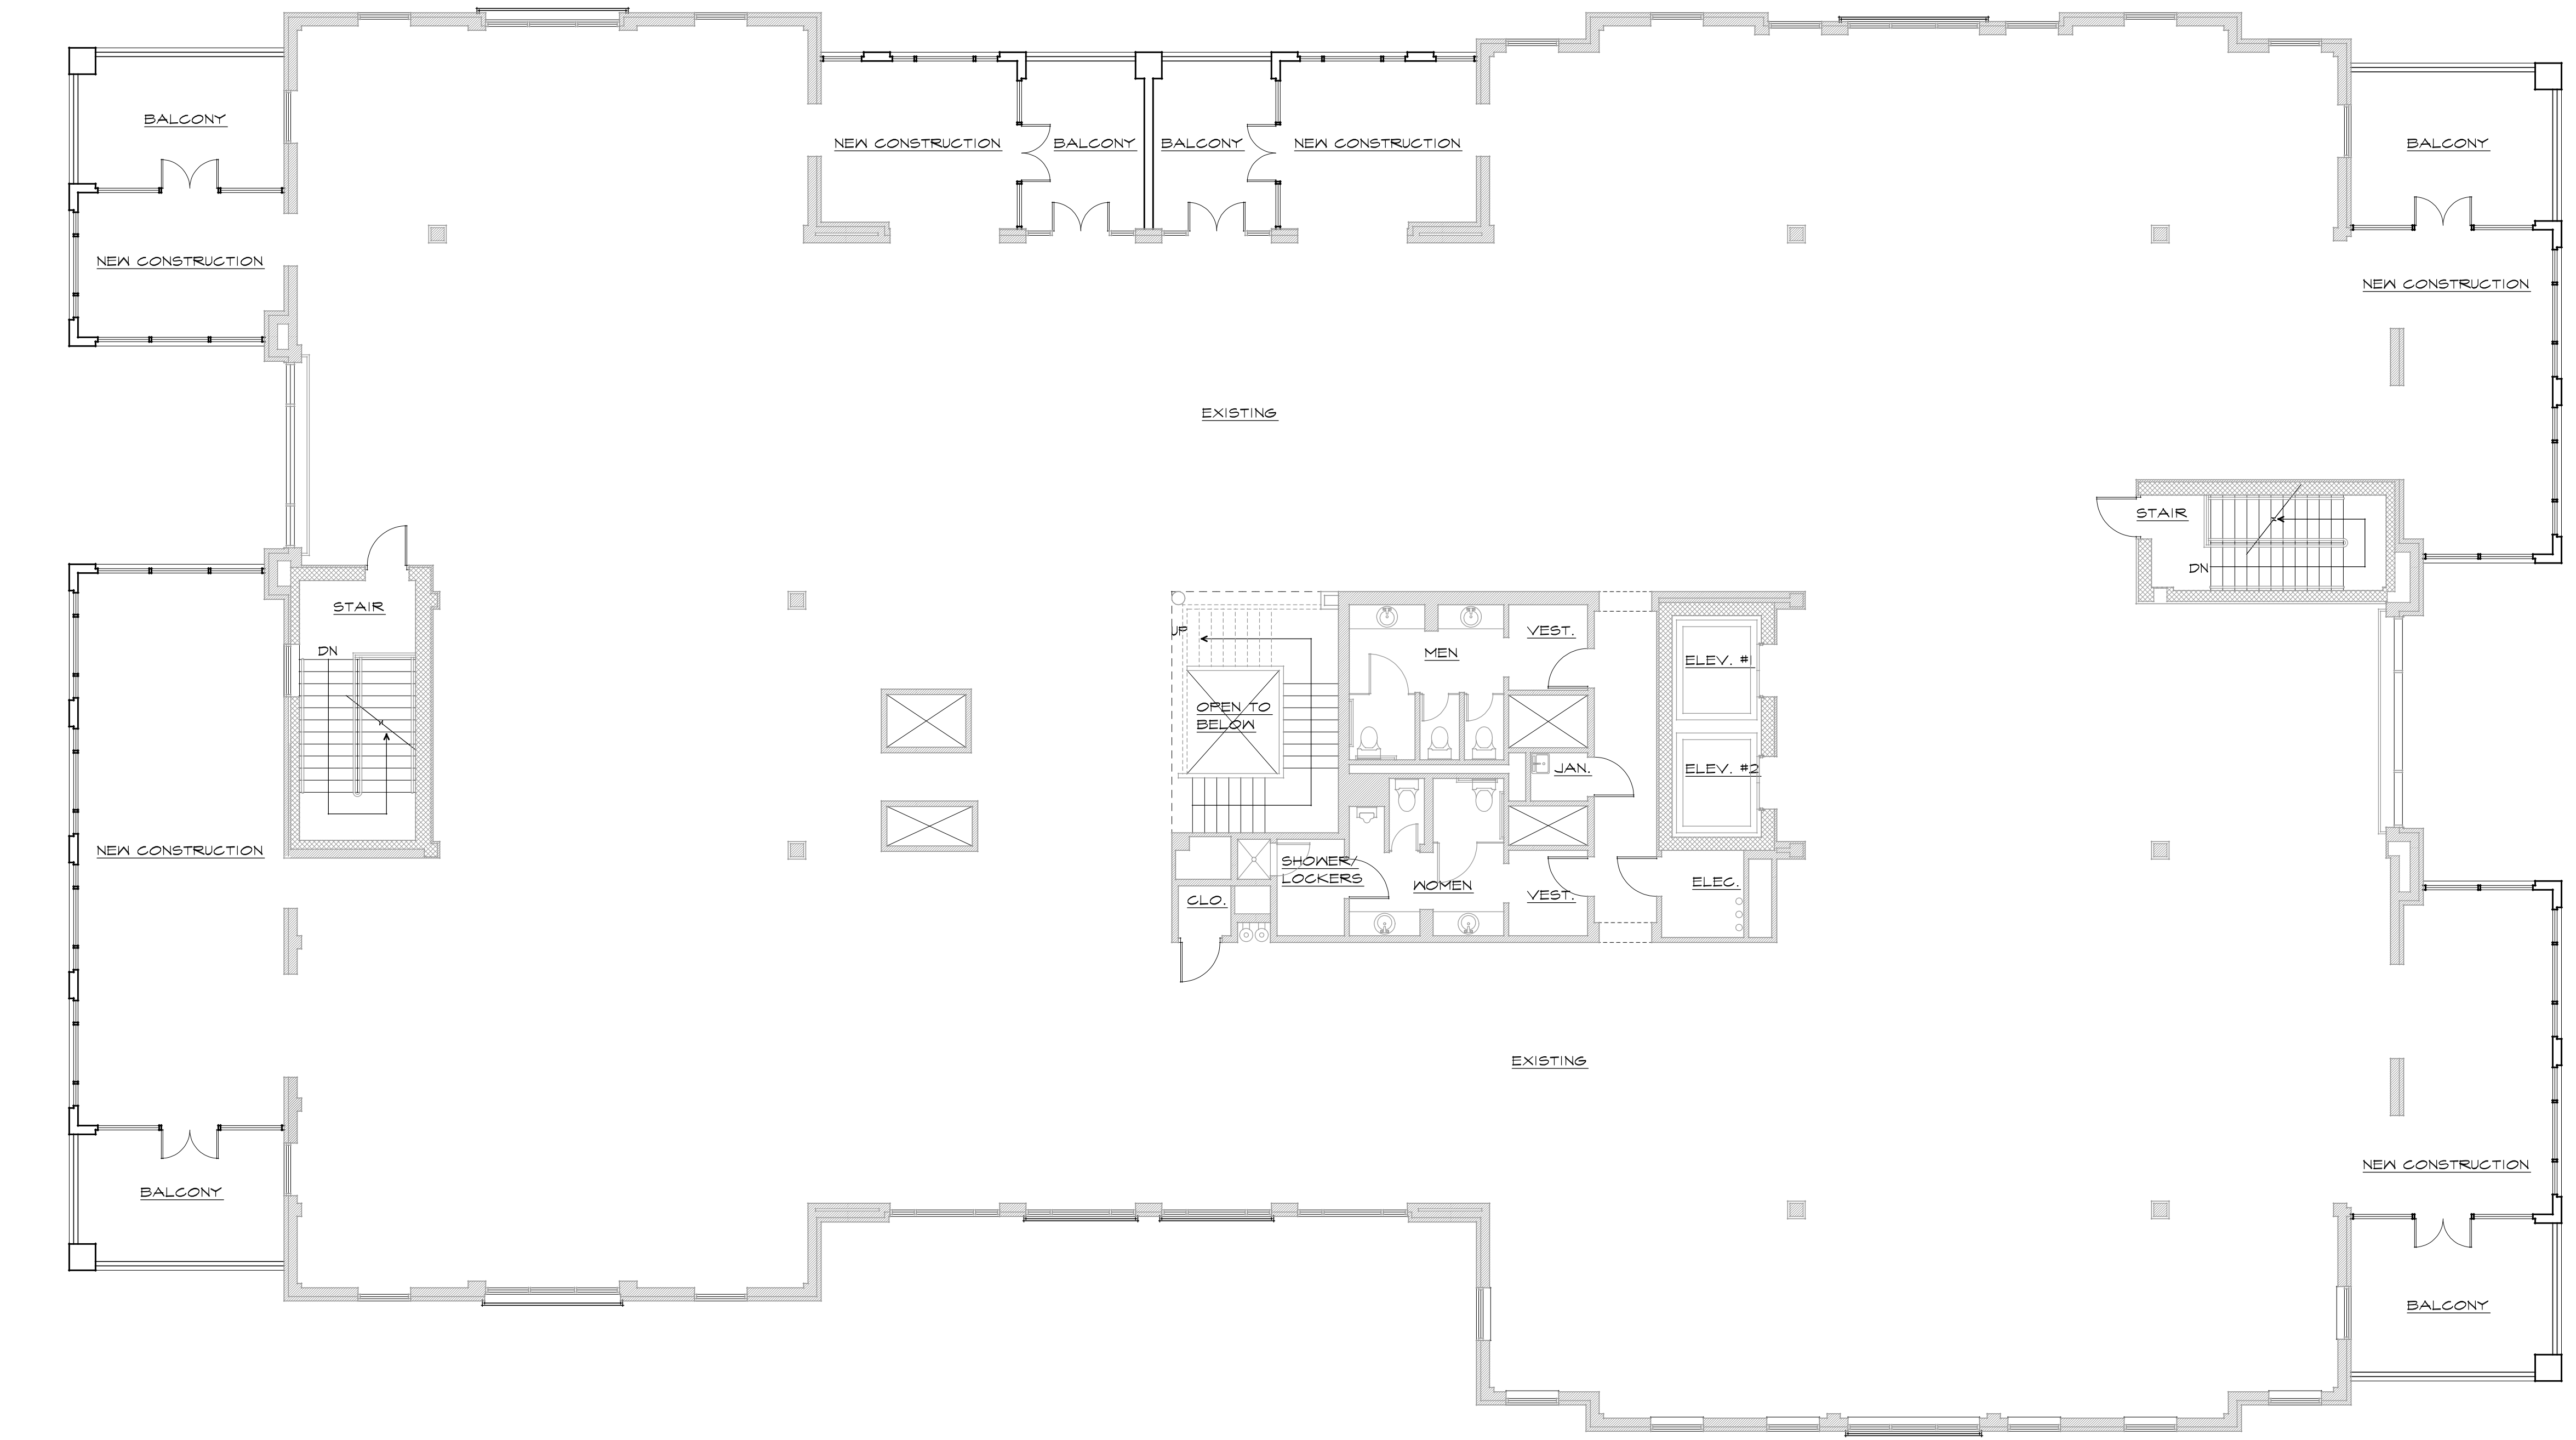 BALCONY
NEW CONSTRUCTION
BALCONY
BALCONY
NEW CONSTRUCTION
BALCONY
NEW CONSTRUCTION
NEW CONSTRUCTION
EXISTING
STAIR
DN
STAIR
DN
UP
OPEN TO
BELOW
MEN
VEST.
ELEV. #1
JAN.
ELEV. #2
NEW CONSTRUCTION
SHOWER/
LOCKERS
WOMEN
VEST.
ELEC.
CLO.
EXISTING
NEW CONSTRUCTION
BALCONY
BALCONY